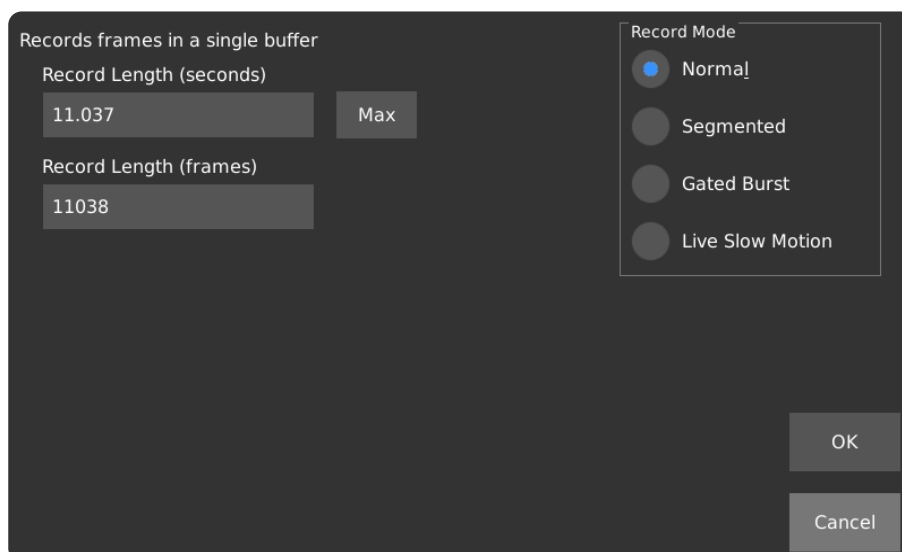 Records frames in a single buffer
Record Length (seconds)
11.037
Max
Record Length (frames)
11038
Record Mode
Normal
Segmented
Gated Burst
Live Slow Motion
OK
Cancel